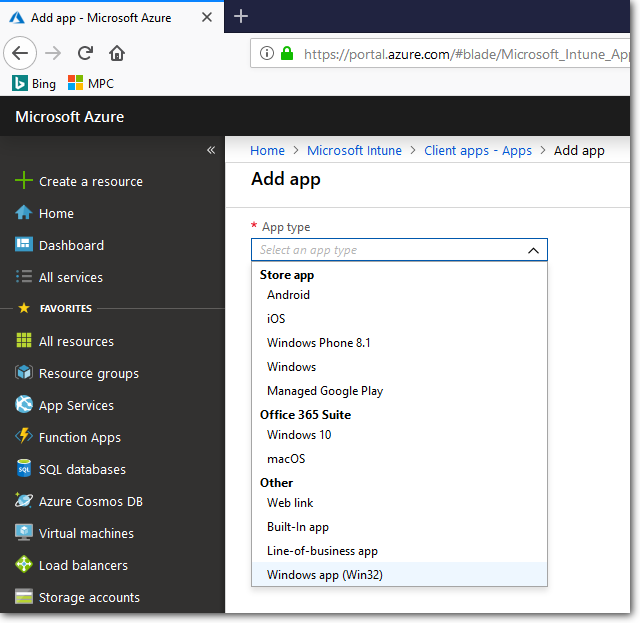 Add app - Microsoft Azure
https://portal.azure.com/#blade/Microsoft_Intune_App
Bing MPC
Microsoft Azure
«
Home > Microsoft Intune > Client apps - Apps > Add app
Add app
Create a resource
Home
Dashboard
All services
FAVORITES
All resources
Resource groups
App Services
Function Apps
SQL databases
Azure Cosmos DB
Virtual machines
Load balancers
Storage accounts
* App type
Select an app type
Store app
Android
iOS
Windows Phone 8.1
Windows
Managed Google Play
Office 365 Suite
Windows 10
macOS
Other
Web link
Built-In app
Line-of-business app
Windows app (Win32)